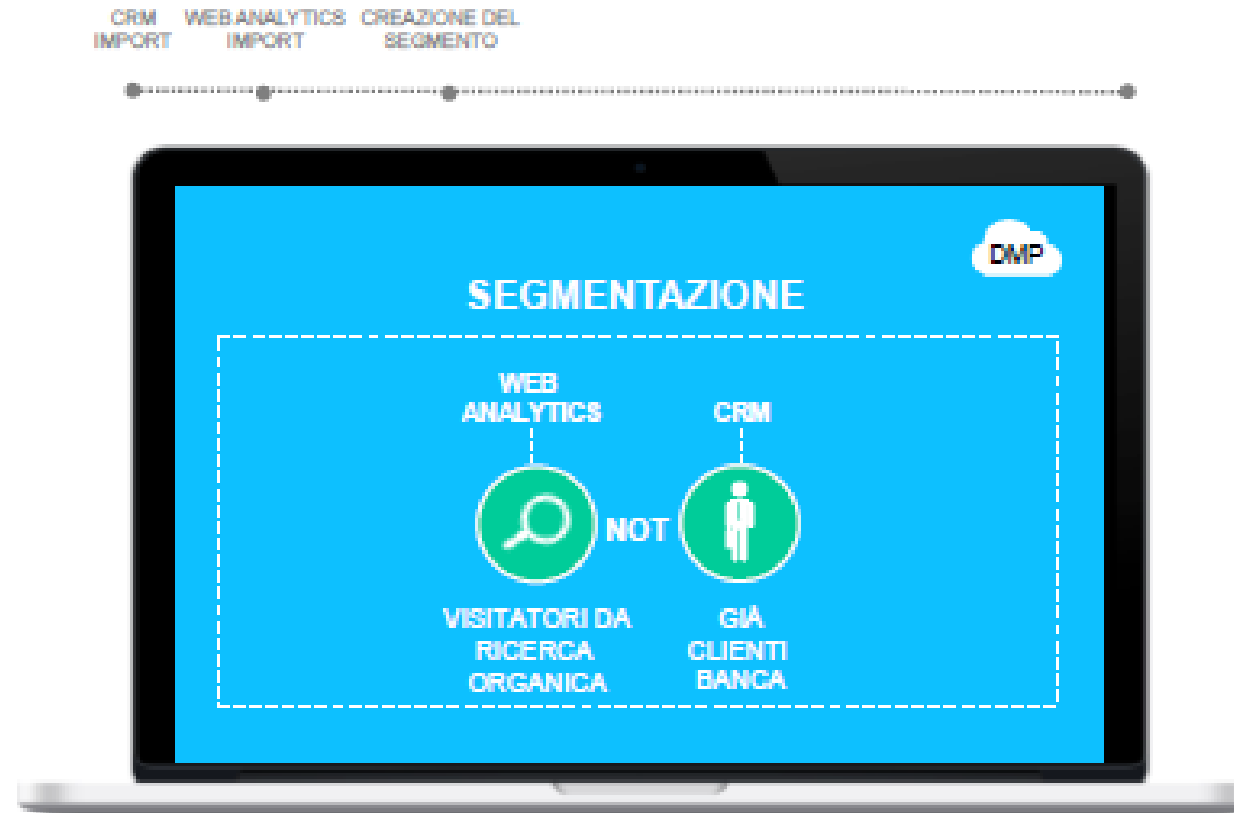 CRM
IMPORT
WEB ANALYTICS
IMPORT
CREAZIONE DEL
SEGMENTO
DMP
SEGMENTAZIONE
WEB
ANALYTICS
CRM
NOT
VISITATORI DA
RICERCA
ORGANICA
GIÀ
CLIENTI
BANCA